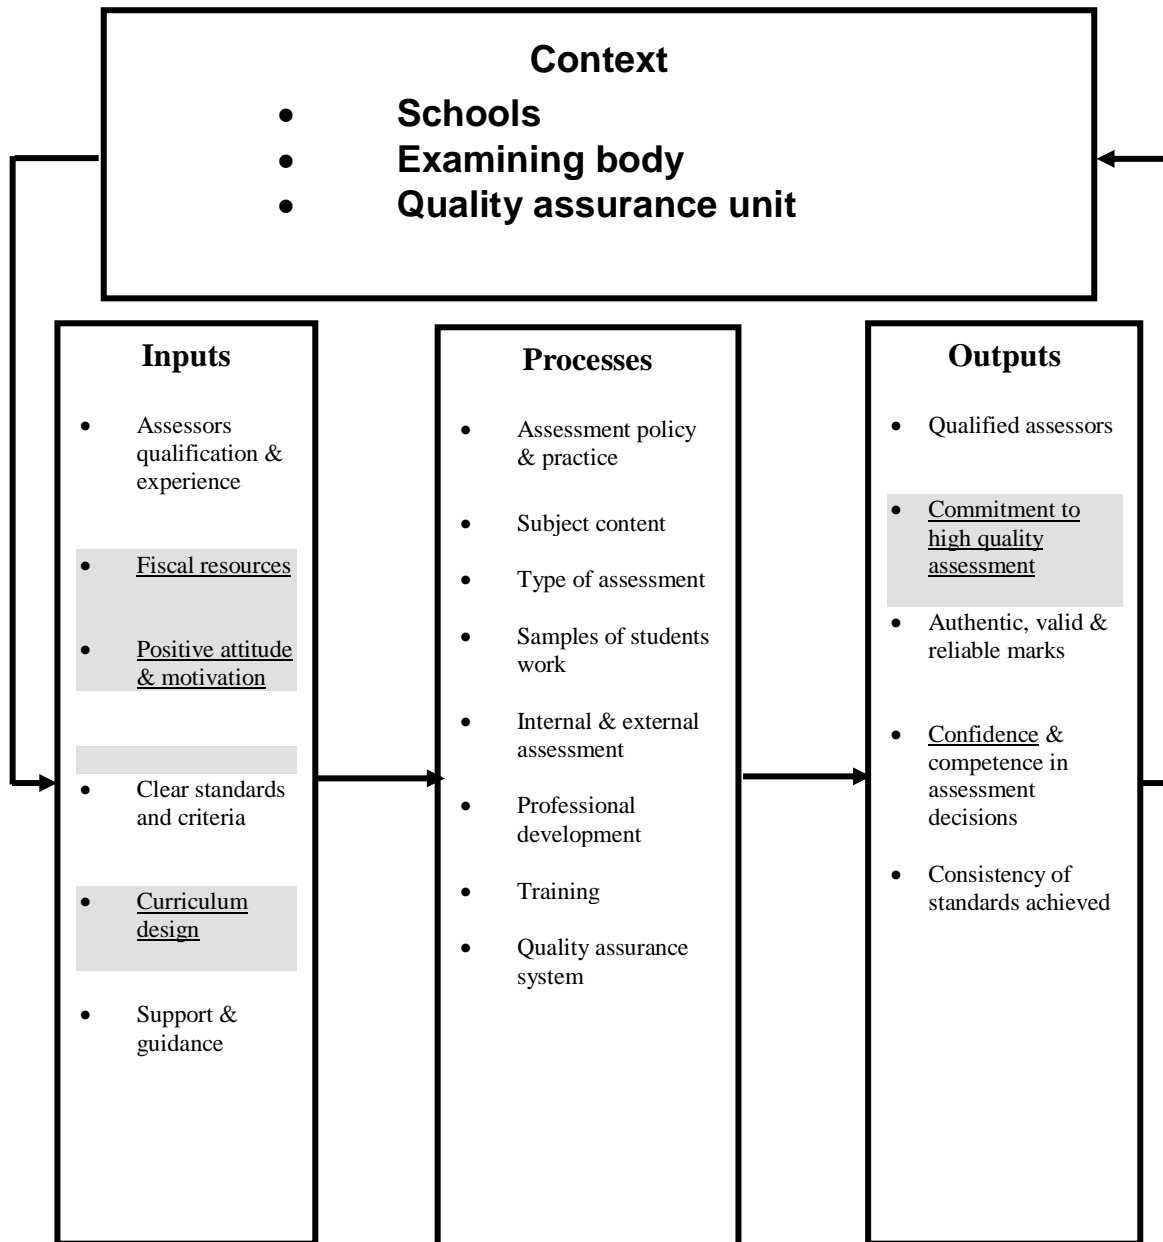 Context
• Schools
• Examining body
• Quality assurance unit
Inputs
• Assessors
qualification &
experience
• Fiscal resources
• Positive attitude
& motivation
• Clear standards
and criteria
• Curriculum
design
• Support &
guidance
Processes
• Assessment policy
& practice
• Subject content
• Type of assessment
• Samples of students
work
• Internal & external
assessment
• Professional
development
• Training
• Quality assurance
system
Outputs
• Qualified assessors
• Commitment to
high quality
assessment
• Authentic, valid &
reliable marks
• Confidence &
competence in
assessment
decisions
• Consistency of
standards achieved